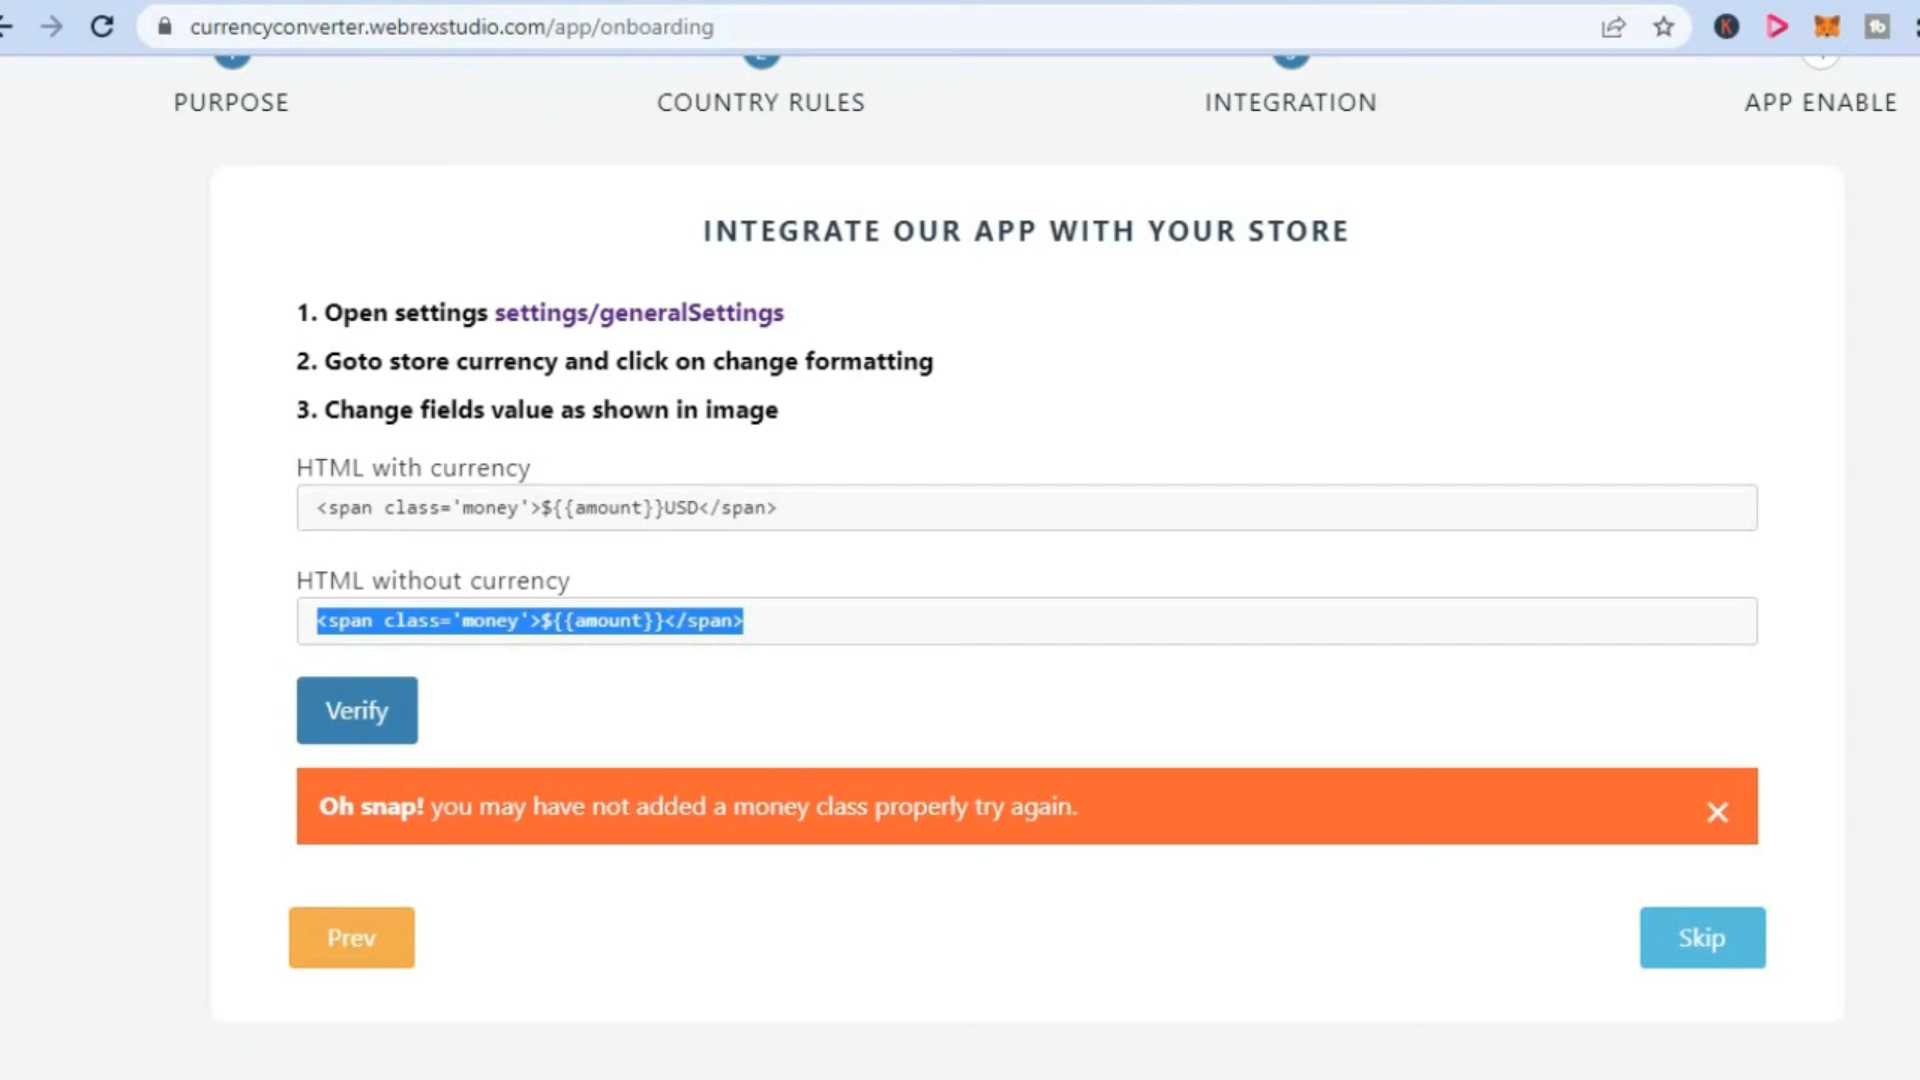 currencyconverter.webrexstudio.com/app/onboarding
PURPOSE
COUNTRY RULES
INTEGRATION
APP ENABLE
INTEGRATE OUR APP WITH YOUR STORE
1. Open settings settings/generalSettings
2. Goto store currency and click on change formatting
3. Change fields value as shown in image
HTML with currency
<span class='money'>${{amount}}USD</span>
HTML without currency
<span class='money'>${{amount}}</span>
Verify
Oh snap! you may have not added a money class properly try again.
Prev
Skip